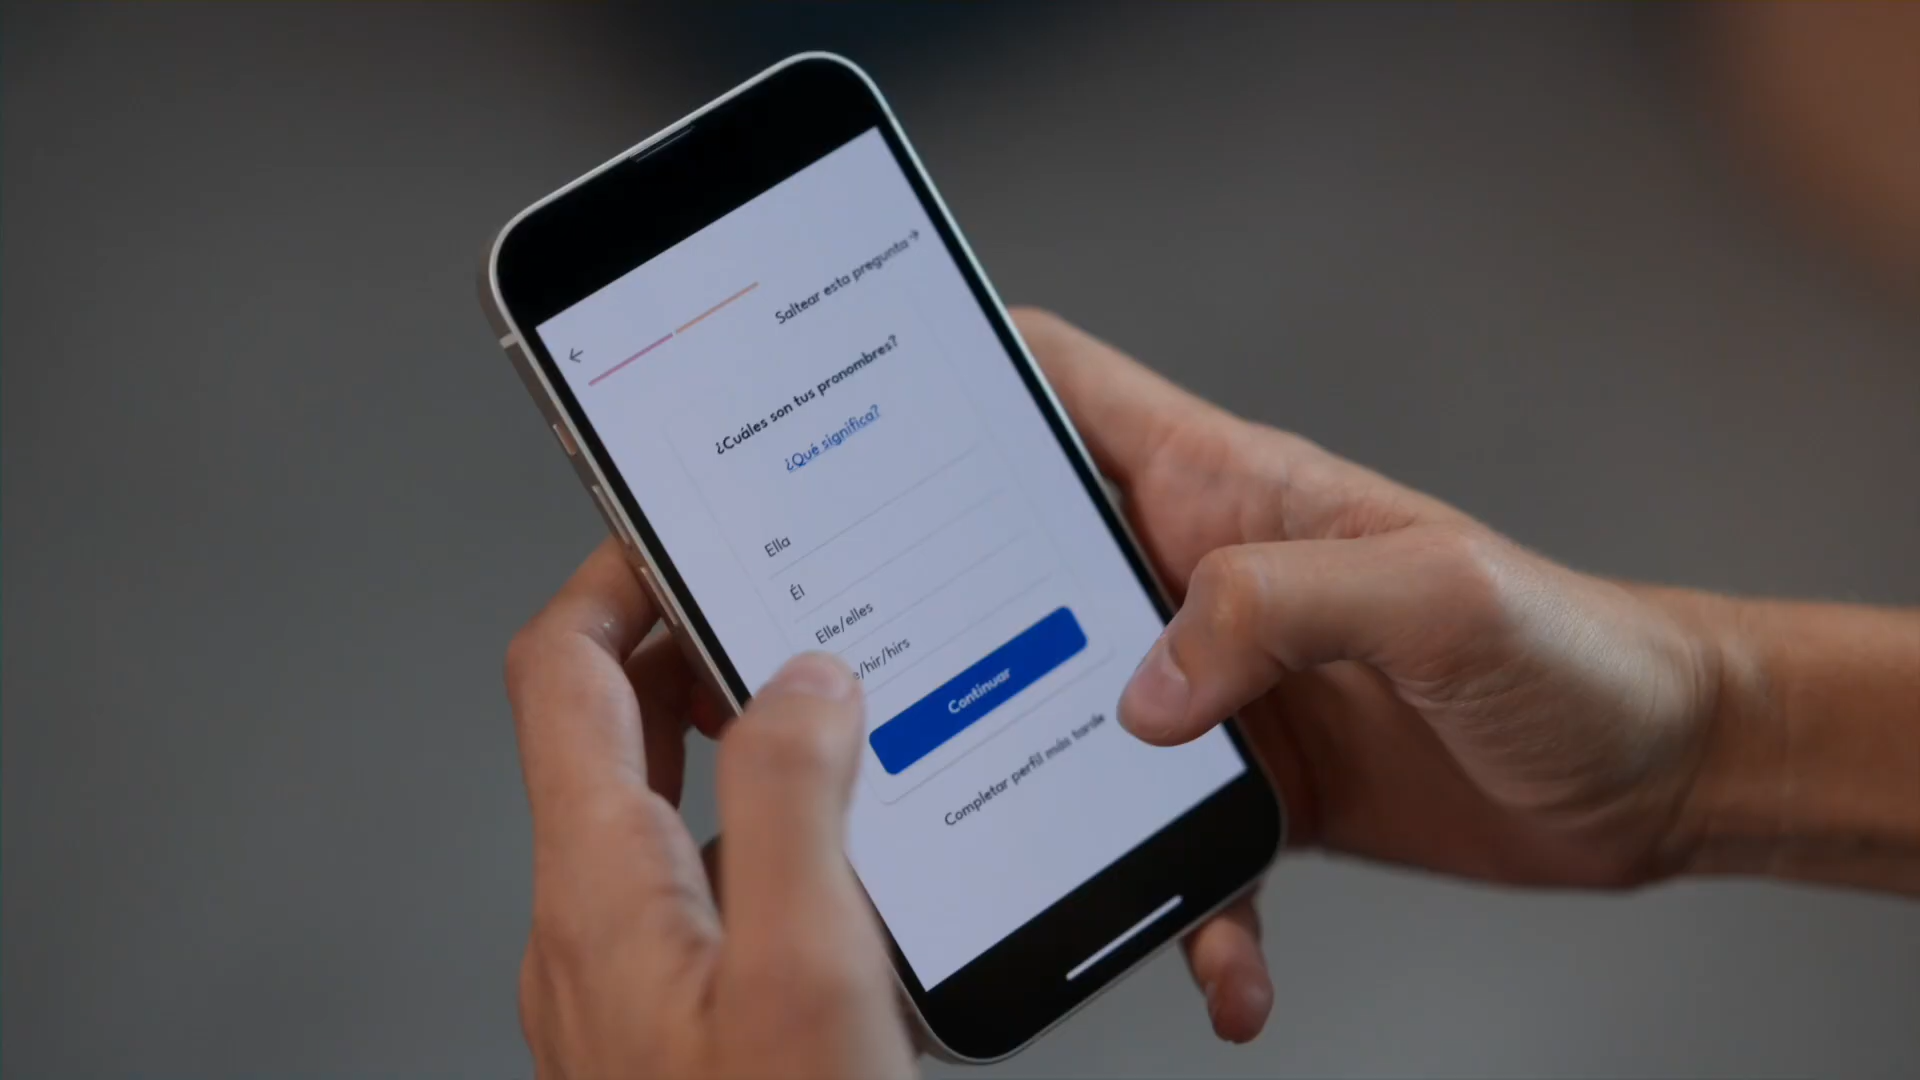 Saltear esta pregunta →
¿Cuáles son tus pronombres?
¿Qué significa?
Ella
Él
Elle/elles
/hir/hirs
Continuar
Completar perfil más tarde